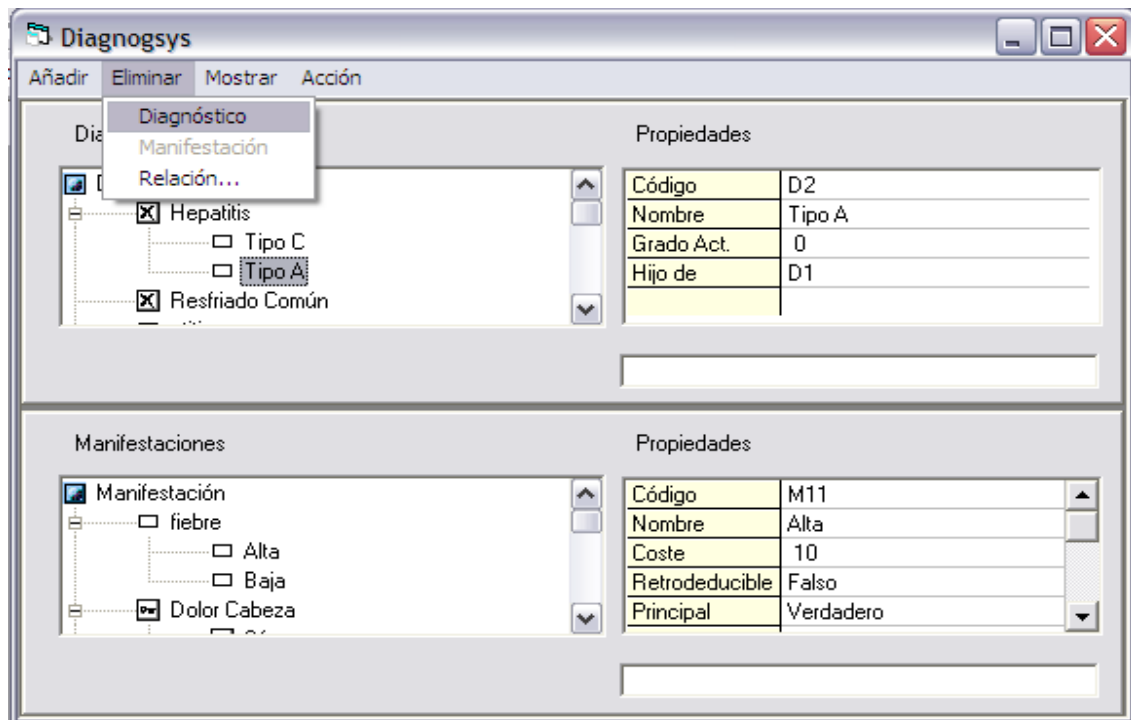 Diagnogsys
Añadir Eliminar Mostrar Acción
Diagnóstico
Manifestación
Relación...
Propiedades
Hepatitis
Tipo C
Tipo A
Resfriado Común
Código D2
Nombre Tipo A
Grado Act. 0
Hijo de D1
Manifestaciones
Propiedades
Manifestación
fiebre
Alta
Baja
Dolor Cabeza
Código M11
Nombre Alta
Coste 10
Retrodeducible Falso
Principal Verdadero